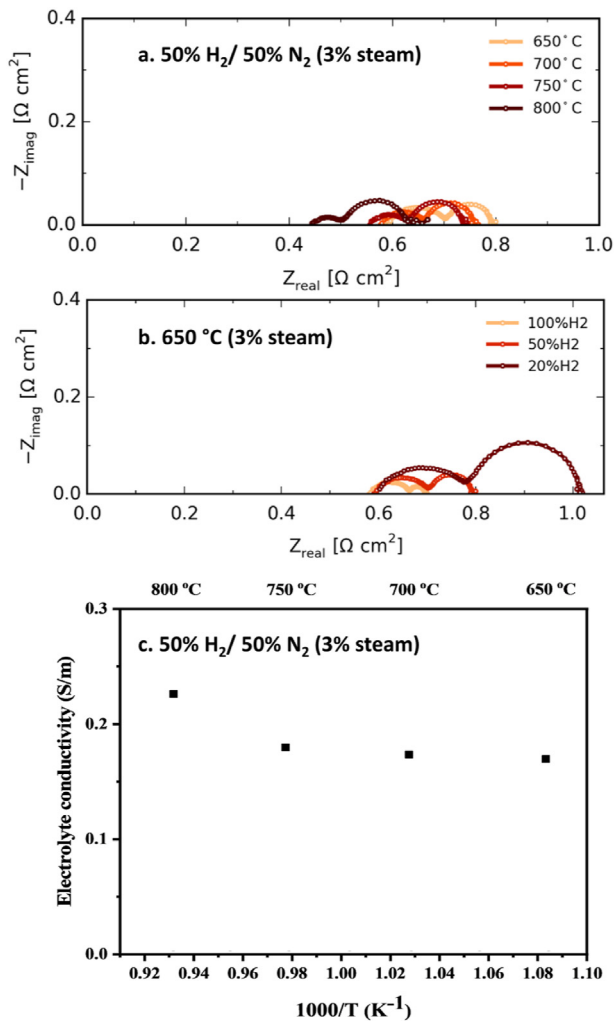 a. 50% H₂/ 50% N₂ (3% steam)
650°C
700°C
750°C
800°C
0.4
0.2
0.0
−Z_imag [Ω cm²]
0.0 0.2 0.4 0.6 0.8 1.0
Z_real [Ω cm²]
b. 650 °C (3% steam)
100%H2
50%H2
20%H2
0.4
0.2
0.0
−Z_imag [Ω cm²]
0.0 0.2 0.4 0.6 0.8 1.0
Z_real [Ω cm²]
800 ºC 750 ºC 700 ºC 650 ºC
c. 50% H₂/ 50% N₂ (3% steam)
0.3
0.2
0.1
0.0
Electrolyte conductivity (S/m)
0.92 0.94 0.96 0.98 1.00 1.02 1.04 1.06 1.08 1.10
1000/T (K⁻¹)